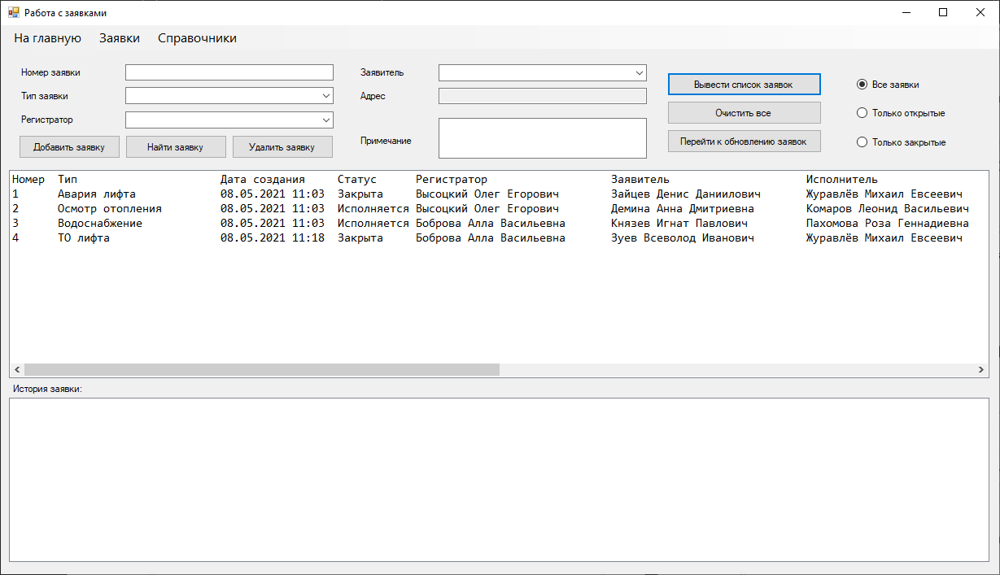 Работа с заявками
На главную Заявки Справочники
Номер заявки Заявитель
Тип заявки Адрес
Регистратор Примечание
Добавить заявку Найти заявку Удалить заявку
Вывести список заявок Все заявки
Очистить все Только открытые
Перейти к обновлению заявок Только закрытые
Номер Тип Дата создания Статус Регистратор Заявитель Исполнитель
1 Авария лифта 08.05.2021 11:03 Закрыта Высоцкий Олег Егорович Зайцев Денис Даниилович Журавлёв Михаил Евсеевич
2 Осмотр отопления 08.05.2021 11:03 Исполняется Высоцкий Олег Егорович Демина Анна Дмитриевна Комаров Леонид Васильевич
3 Водоснабжение 08.05.2021 11:03 Исполняется Боброва Алла Васильевна Князев Игнат Павлович Пахомова Роза Геннадиевна
4 ТО лифта 08.05.2021 11:18 Закрыта Боброва Алла Васильевна Зуев Всеволод Иванович Журавлёв Михаил Евсеевич
История заявки: